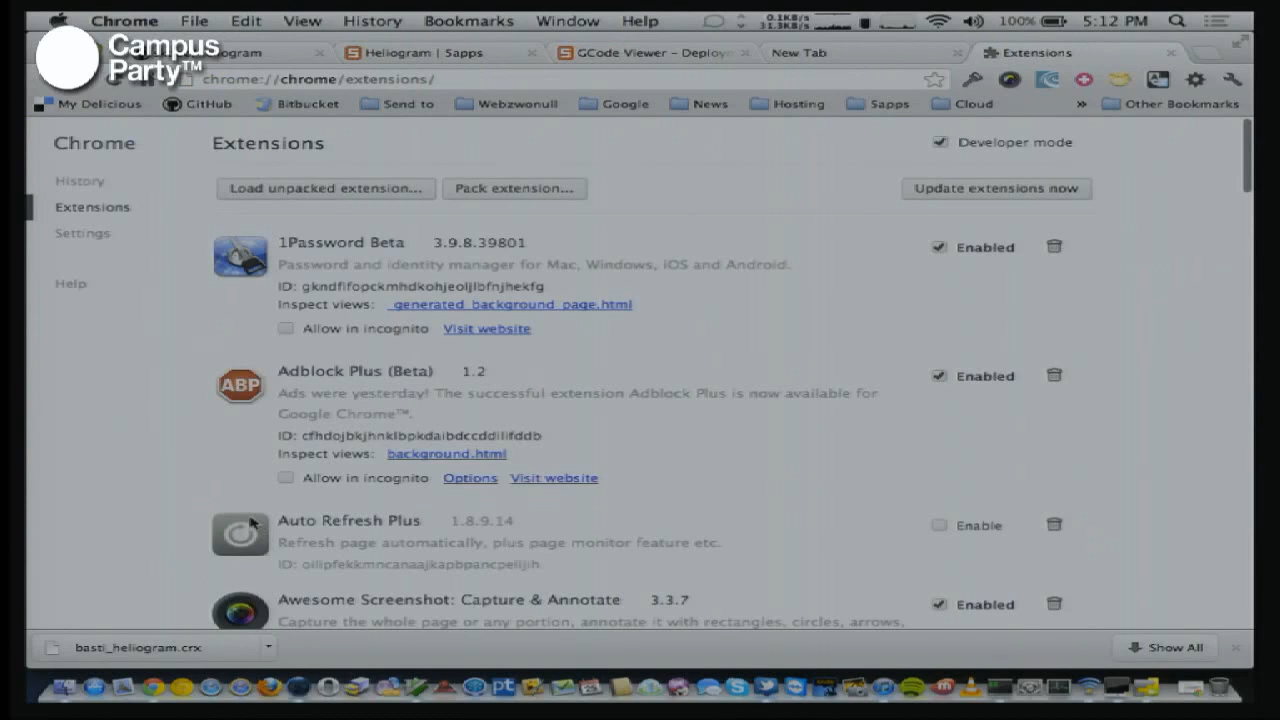 Chrome File Edit View History Bookmarks Window Help 0.1KB/s 31.3KB/s 100% 5:12 PM
Campus Party™
Heliogram | 5apps
GCode Viewer – Deploy
New Tab
Extensions
chrome://chrome/extensions/
My Delicious GitHub Bitbucket Send to Webzwonull Google News Hosting 5apps Cloud » Other Bookmarks
Chrome
History
Extensions
Settings
Help
Extensions
Developer mode
Load unpacked extension... Pack extension... Update extensions now
1Password Beta 3.9.8.39801
Enabled
Password and identity manager for Mac, Windows, iOS and Android.
Inspect views: _generated_background_page.html
Allow in incognito Visit website
Adblock Plus (Beta) 1.2
Enabled
Ads were yesterday! The successful extension Adblock Plus is now available for
Google Chrome™.
ID: cfhdojbkjhnklbpkdaibdccddilifddb
Inspect views: background.html
Allow in incognito Options Visit website
ABP
Auto Refresh Plus 1.8.9.14
Enable
Refresh page automatically, plus page monitor feature etc.
Awesome Screenshot: Capture & Annotate 3.3.7
Enabled
Capture the whole page or any portion, annotate it with rectangles, circles, arrows,
basti_heliogram.crx
Show All
pt